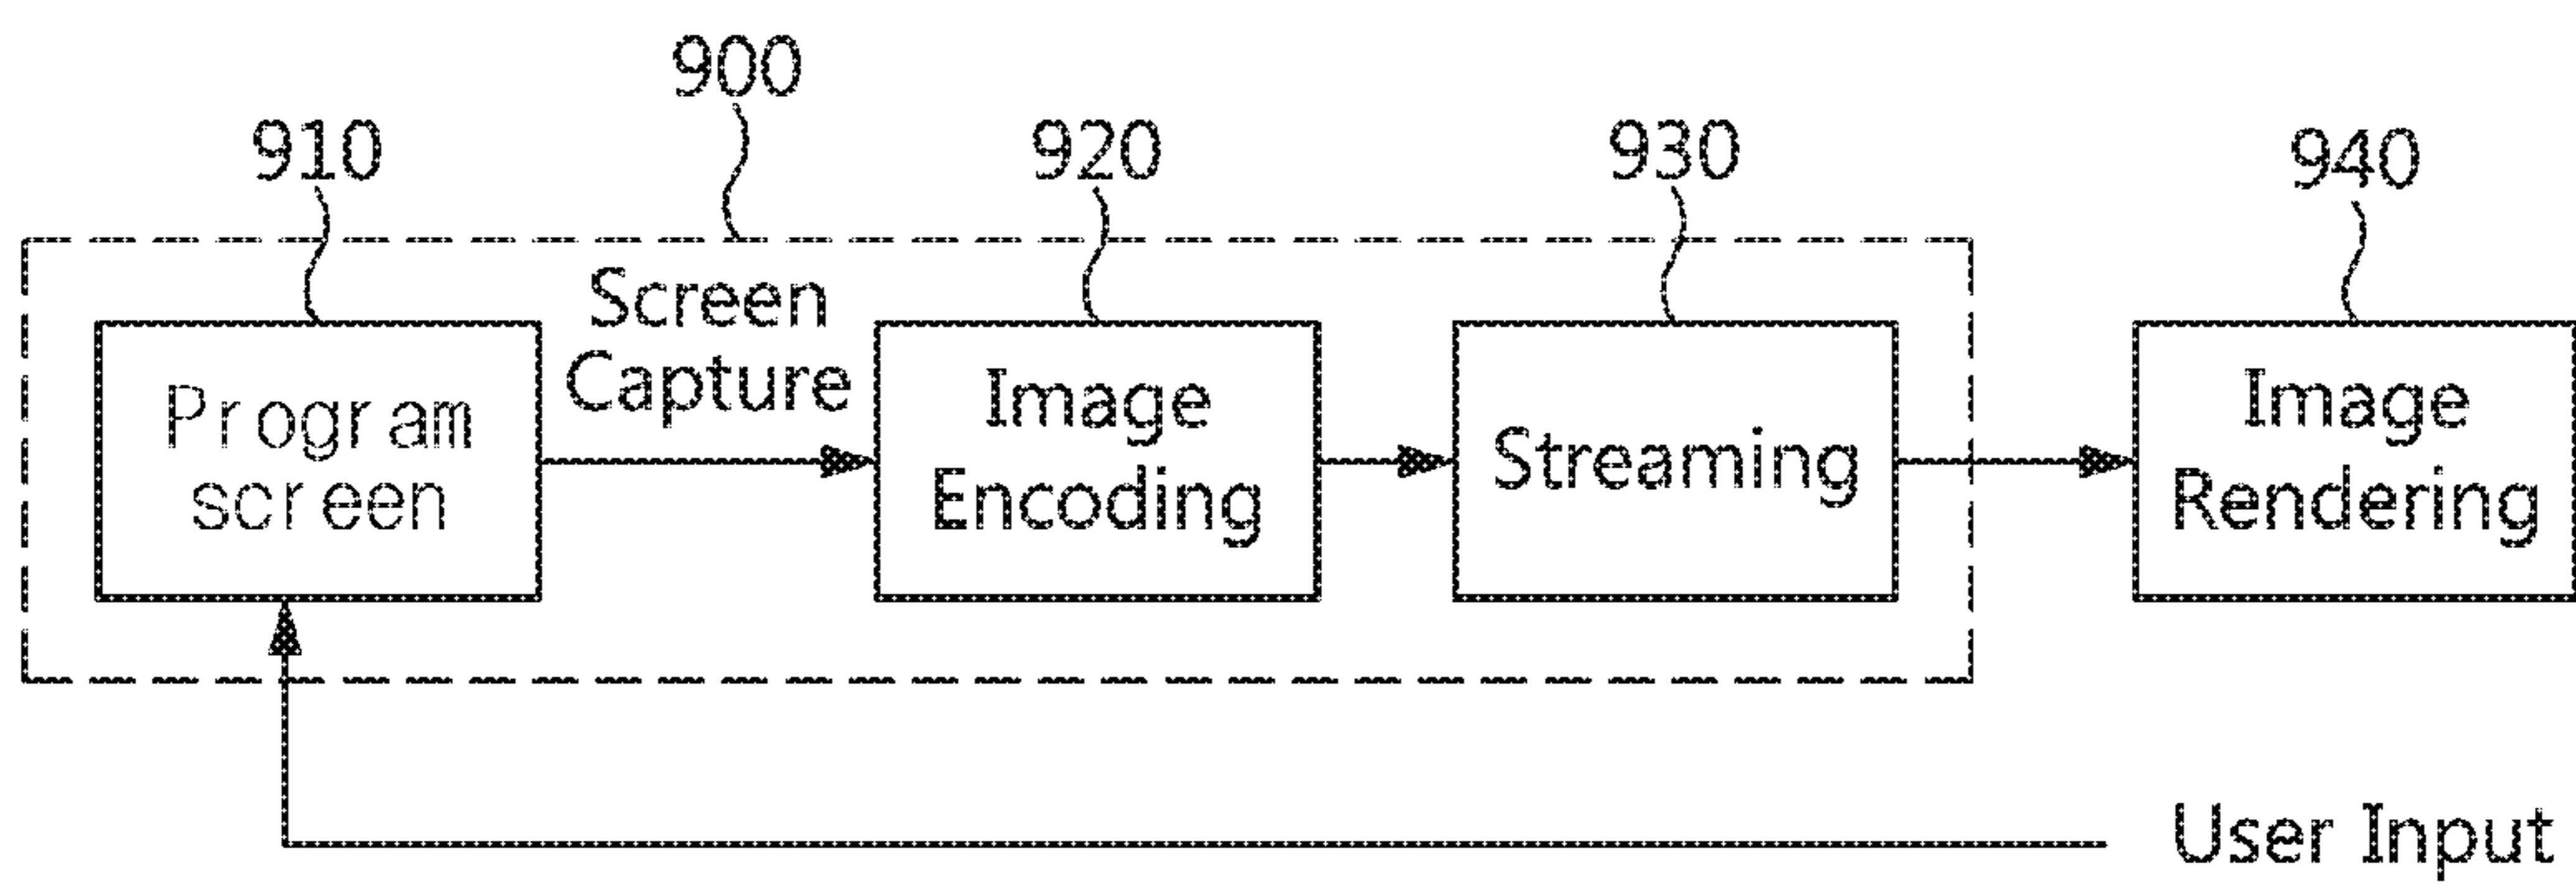 900
910
920
930
940
Screen
Capture
Program
screen
Image
Encoding
Streaming
Image
Rendering
User Input